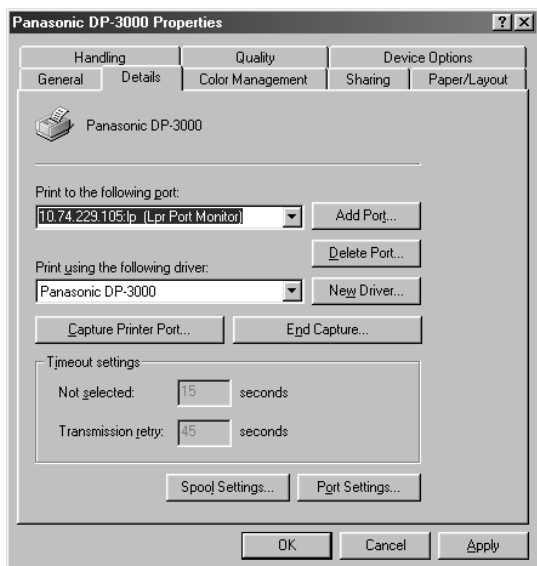 Panasonic DP-3000 Properties
Handling Quality Device Options
General Details Color Management Sharing Paper/Layout
Panasonic DP-3000
Print to the following port:
10.74.229.105:lp (Lpr Port Monitor)
Add Port...
Delete Port...
Print using the following driver:
Panasonic DP-3000
New Driver...
Capture Printer Port... End Capture...
Timeout settings
Not selected: 15 seconds
Transmission retry: 45 seconds
Spool Settings... Port Settings...
OK Cancel Apply